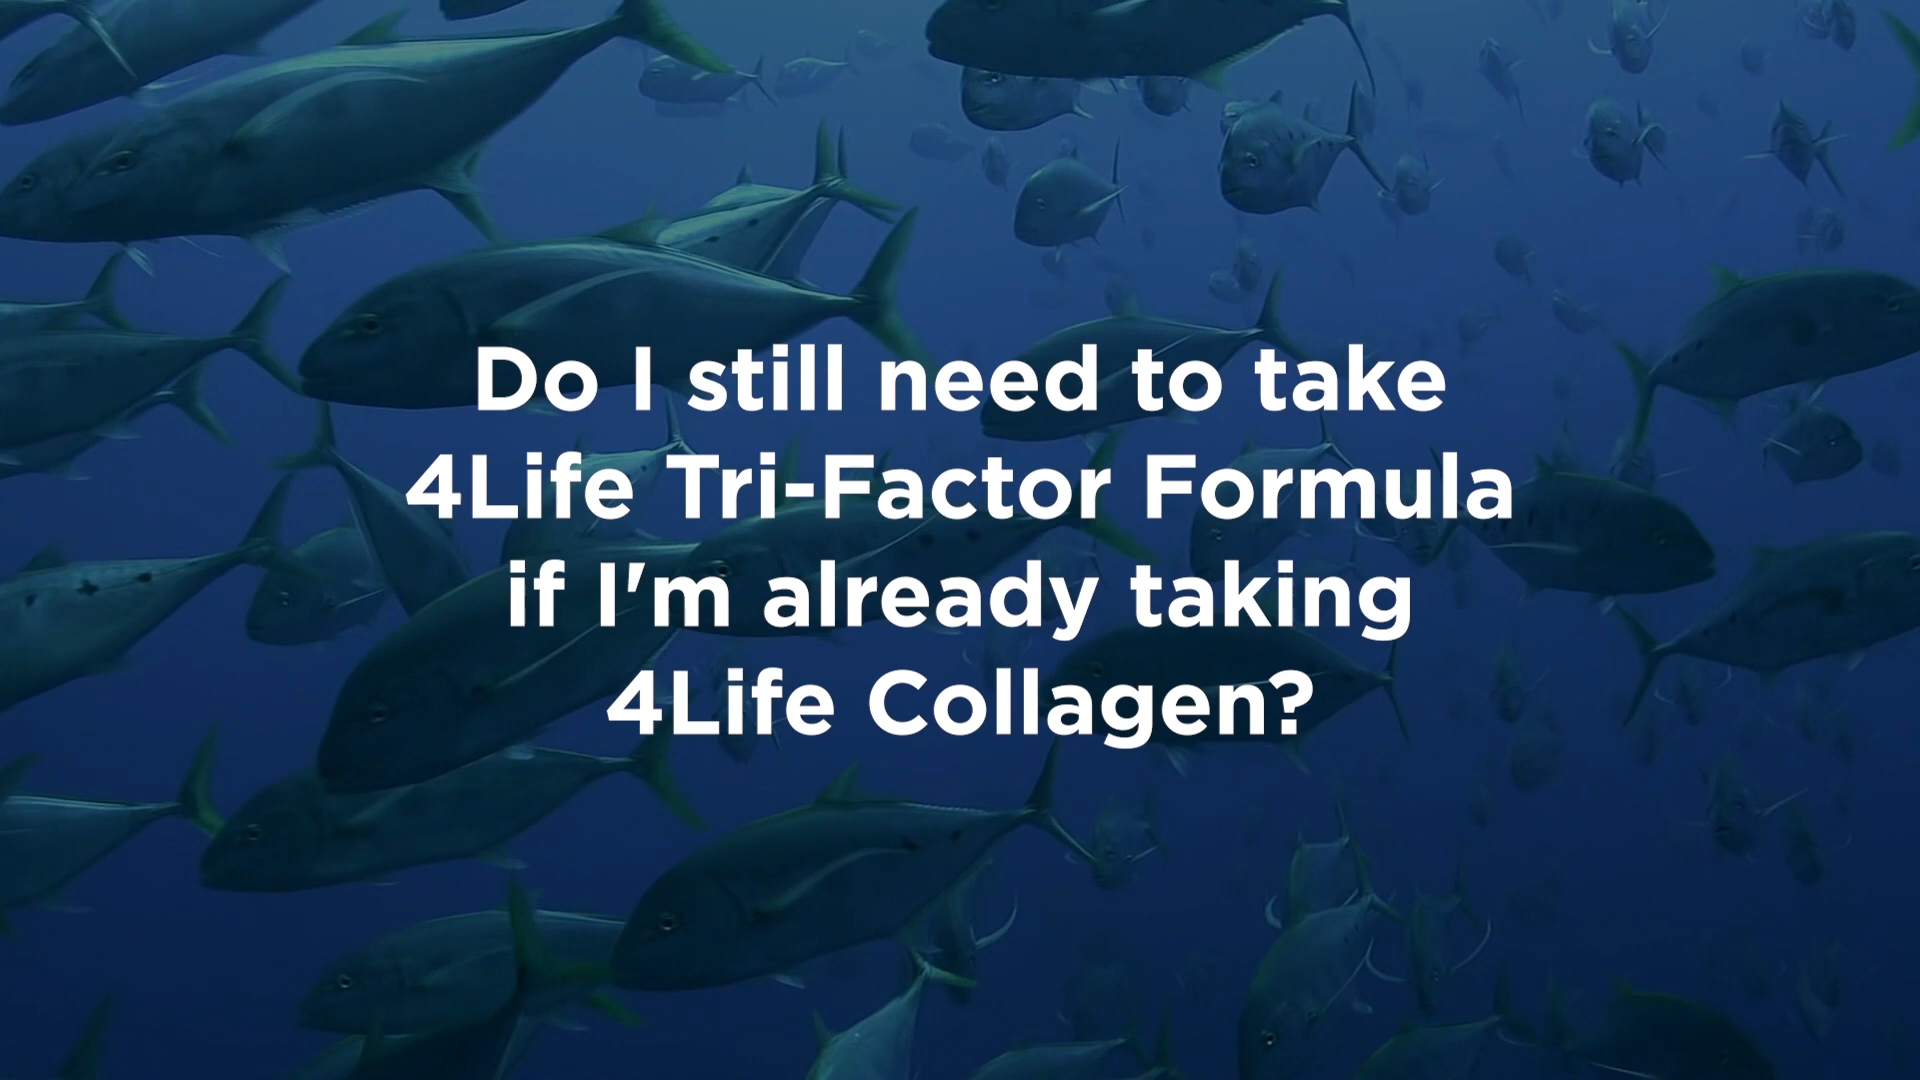 Do I still need to take
4Life Tri-Factor Formula
if I'm already taking
4Life Collagen?